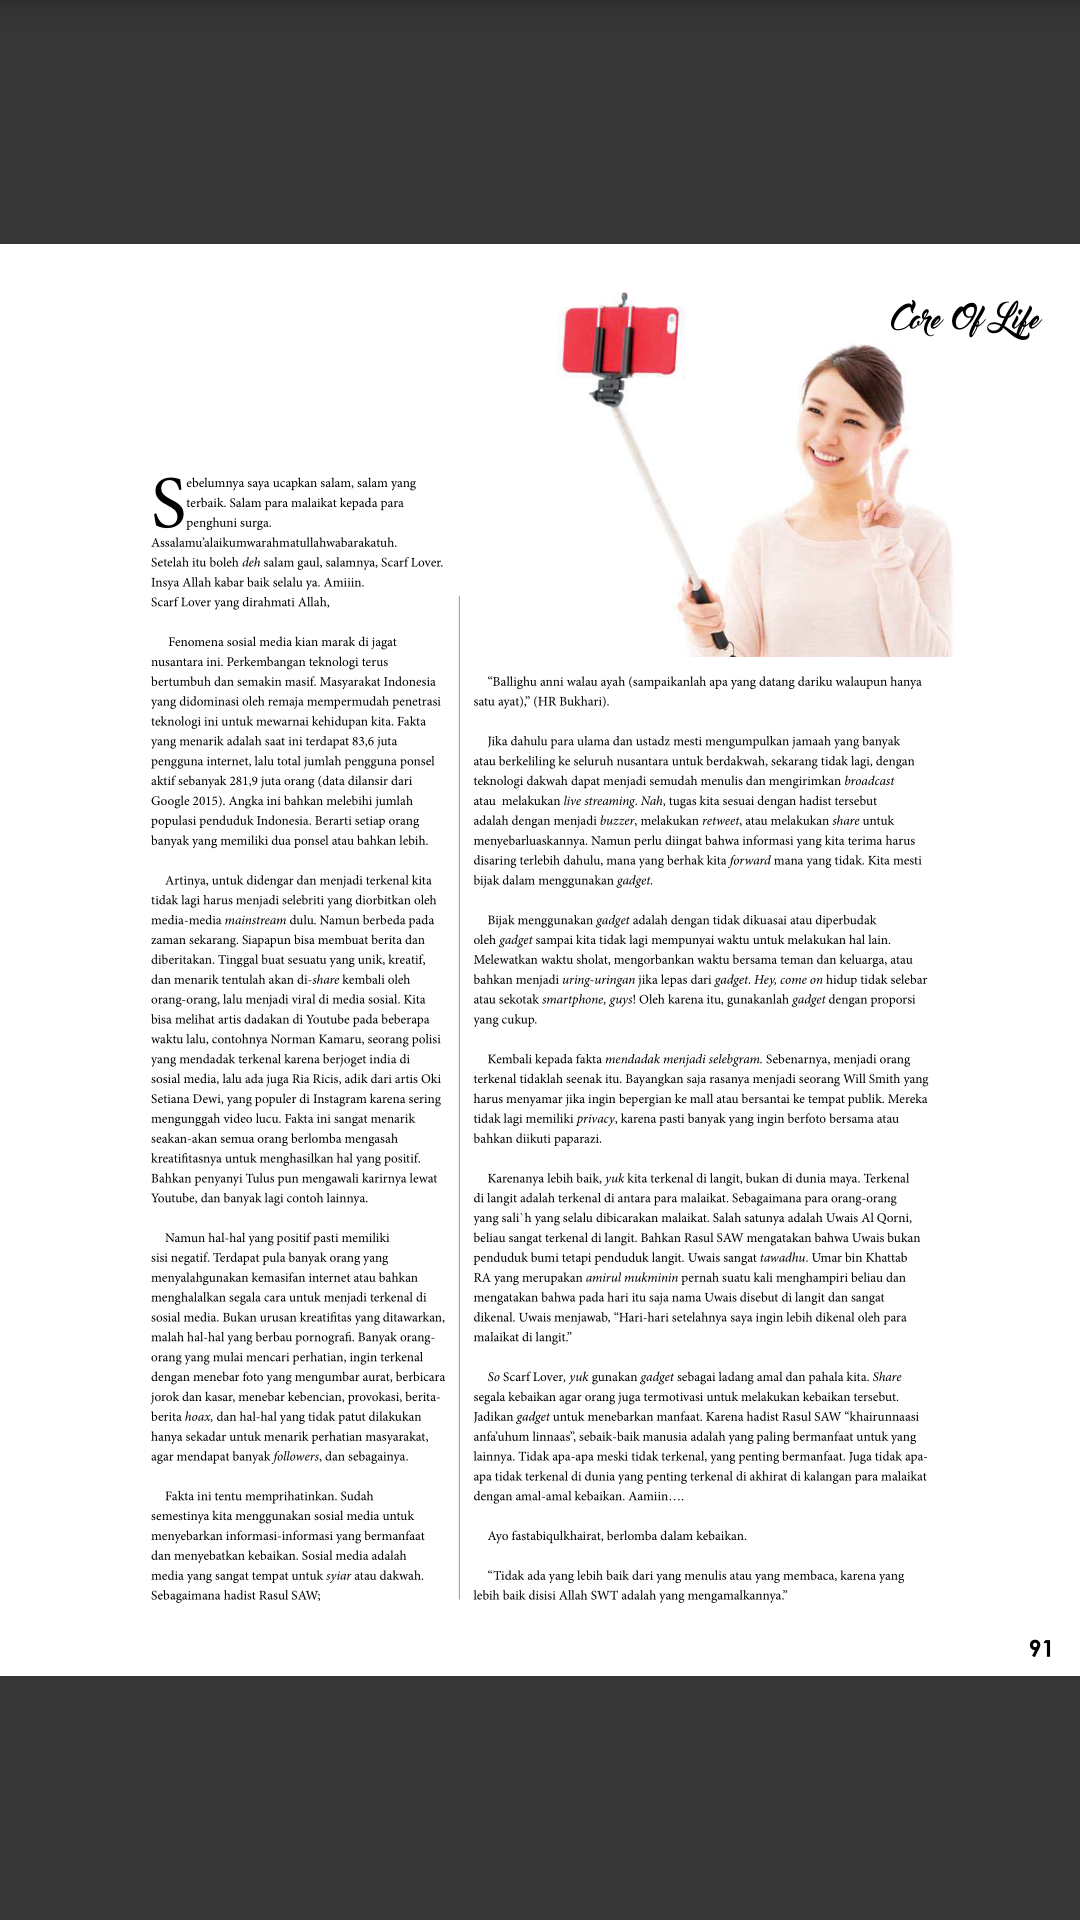 Core Of Life
Sebelumnya saya ucapkan salam, salam yang
terbaik. Salam para malaikat kepada para
penghuni surga.
Assalamu’alaikumwarahmatullahwabarakatuh.
Setelah itu boleh deh salam gaul, salamnya, Scarf Lover.
Insya Allah kabar baik selalu ya. Amiiin.
Scarf Lover yang dirahmati Allah,
Fenomena sosial media kian marak di jagat
nusantara ini. Perkembangan teknologi terus
bertumbuh dan semakin masif. Masyarakat Indonesia
yang didominasi oleh remaja mempermudah penetrasi
teknologi ini untuk mewarnai kehidupan kita. Fakta
yang menarik adalah saat ini terdapat 83,6 juta
pengguna internet, lalu total jumlah pengguna ponsel
aktif sebanyak 281,9 juta orang (data dilansir dari
Google 2015). Angka ini bahkan melebihi jumlah
populasi penduduk Indonesia. Berarti setiap orang
banyak yang memiliki dua ponsel atau bahkan lebih.
Artinya, untuk didengar dan menjadi terkenal kita
tidak lagi harus menjadi selebriti yang diorbitkan oleh
media-media mainstream dulu. Namun berbeda pada
zaman sekarang. Siapapun bisa membuat berita dan
diberitakan. Tinggal buat sesuatu yang unik, kreatif,
dan menarik tentulah akan di-share kembali oleh
orang-orang, lalu menjadi viral di media sosial. Kita
bisa melihat artis dadakan di Youtube pada beberapa
waktu lalu, contohnya Norman Kamaru, seorang polisi
yang mendadak terkenal karena berjoget india di
sosial media, lalu ada juga Ria Ricis, adik dari artis Oki
Setiana Dewi, yang populer di Instagram karena sering
mengunggah video lucu. Fakta ini sangat menarik
seakan-akan semua orang berlomba mengasah
kreatifitasnya untuk menghasilkan hal yang positif.
Bahkan penyanyi Tulus pun mengawali karirnya lewat
Youtube, dan banyak lagi contoh lainnya.
Namun hal-hal yang positif pasti memiliki
sisi negatif. Terdapat pula banyak orang yang
menyalahgunakan kemasifan internet atau bahkan
menghalalkan segala cara untuk menjadi terkenal di
sosial media. Bukan urusan kreatifitas yang ditawarkan,
malah hal-hal yang berbau pornografi. Banyak orang-
orang yang mulai mencari perhatian, ingin terkenal
dengan menebar foto yang mengumbar aurat, berbicara
jorok dan kasar, menebar kebencian, provokasi, berita-
berita hoax, dan hal-hal yang tidak patut dilakukan
hanya sekadar untuk menarik perhatian masyarakat,
agar mendapat banyak followers, dan sebagainya.
Fakta ini tentu memprihatinkan. Sudah
semestinya kita menggunakan sosial media untuk
menyebarkan informasi-informasi yang bermanfaat
dan menyebatkan kebaikan. Sosial media adalah
media yang sangat tempat untuk syiar atau dakwah.
Sebagaimana hadist Rasul SAW;
“Ballighu anni walau ayah (sampaikanlah apa yang datang dariku walaupun hanya
satu ayat),” (HR Bukhari).
Jika dahulu para ulama dan ustadz mesti mengumpulkan jamaah yang banyak
atau berkeliling ke seluruh nusantara untuk berdakwah, sekarang tidak lagi, dengan
teknologi dakwah dapat menjadi semudah menulis dan mengirimkan broadcast
atau melakukan live streaming. Nah, tugas kita sesuai dengan hadist tersebut
adalah dengan menjadi buzzer, melakukan retweet, atau melakukan share untuk
menyebarluaskannya. Namun perlu diingat bahwa informasi yang kita terima harus
disaring terlebih dahulu, mana yang berhak kita forward mana yang tidak. Kita mesti
bijak dalam menggunakan gadget.
Bijak menggunakan gadget adalah dengan tidak dikuasai atau diperbudak
oleh gadget sampai kita tidak lagi mempunyai waktu untuk melakukan hal lain.
Melewatkan waktu sholat, mengorbankan waktu bersama teman dan keluarga, atau
bahkan menjadi uring-uringan jika lepas dari gadget. Hey, come on hidup tidak selebar
atau sekotak smartphone, guys! Oleh karena itu, gunakanlah gadget dengan proporsi
yang cukup.
Kembali kepada fakta mendadak menjadi selebgram. Sebenarnya, menjadi orang
terkenal tidaklah seenak itu. Bayangkan saja rasanya menjadi seorang Will Smith yang
harus menyamar jika ingin bepergian ke mall atau bersantai ke tempat publik. Mereka
tidak lagi memiliki privacy, karena pasti banyak yang ingin berfoto bersama atau
bahkan diikuti paparazi.
Karenanya lebih baik, yuk kita terkenal di langit, bukan di dunia maya. Terkenal
di langit adalah terkenal di antara para malaikat. Sebagaimana para orang-orang
yang sali`h yang selalu dibicarakan malaikat. Salah satunya adalah Uwais Al Qorni,
beliau sangat terkenal di langit. Bahkan Rasul SAW mengatakan bahwa Uwais bukan
penduduk bumi tetapi penduduk langit. Uwais sangat tawadhu. Umar bin Khattab
RA yang merupakan amirul mukminin pernah suatu kali menghampiri beliau dan
mengatakan bahwa pada hari itu saja nama Uwais disebut di langit dan sangat
dikenal. Uwais menjawab, “Hari-hari setelahnya saya ingin lebih dikenal oleh para
malaikat di langit.”
So Scarf Lover, yuk gunakan gadget sebagai ladang amal dan pahala kita. Share
segala kebaikan agar orang juga termotivasi untuk melakukan kebaikan tersebut.
Jadikan gadget untuk menebarkan manfaat. Karena hadist Rasul SAW “khairunnaasi
anfa’uhum linnaas”, sebaik-baik manusia adalah yang paling bermanfaat untuk yang
lainnya. Tidak apa-apa meski tidak terkenal, yang penting bermanfaat. Juga tidak apa-
apa tidak terkenal di dunia yang penting terkenal di akhirat di kalangan para malaikat
dengan amal-amal kebaikan. Aamiin….
Ayo fastabiqulkhairat, berlomba dalam kebaikan.
“Tidak ada yang lebih baik dari yang menulis atau yang membaca, karena yang
lebih baik disisi Allah SWT adalah yang mengamalkannya.”
91